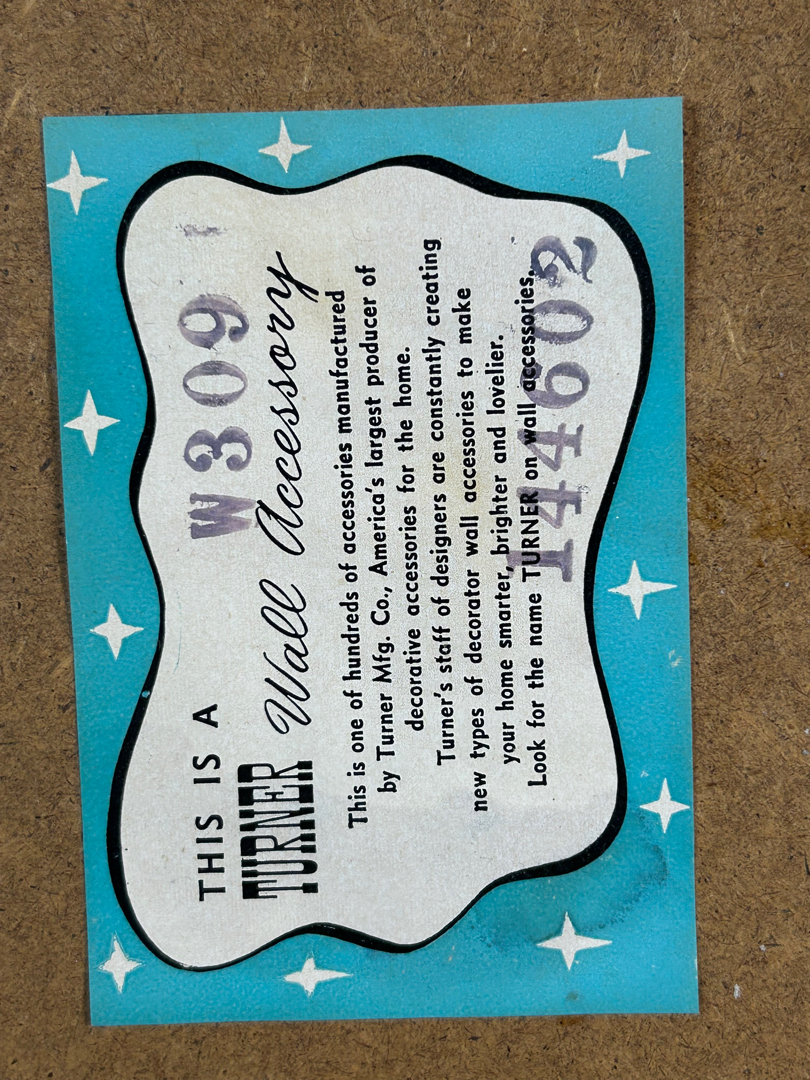 W309
THIS IS A
TURNER Wall Accessory
This is one of hundreds of accessories manufactured
by Turner Mfg. Co., America's largest producer of
decorative accessories for the home.
Turner's staff of designers are constantly creating
new types of decorator wall accessories to make
your home smarter, brighter and lovelier.
Look for the name TURNER on wall accessories.
144602